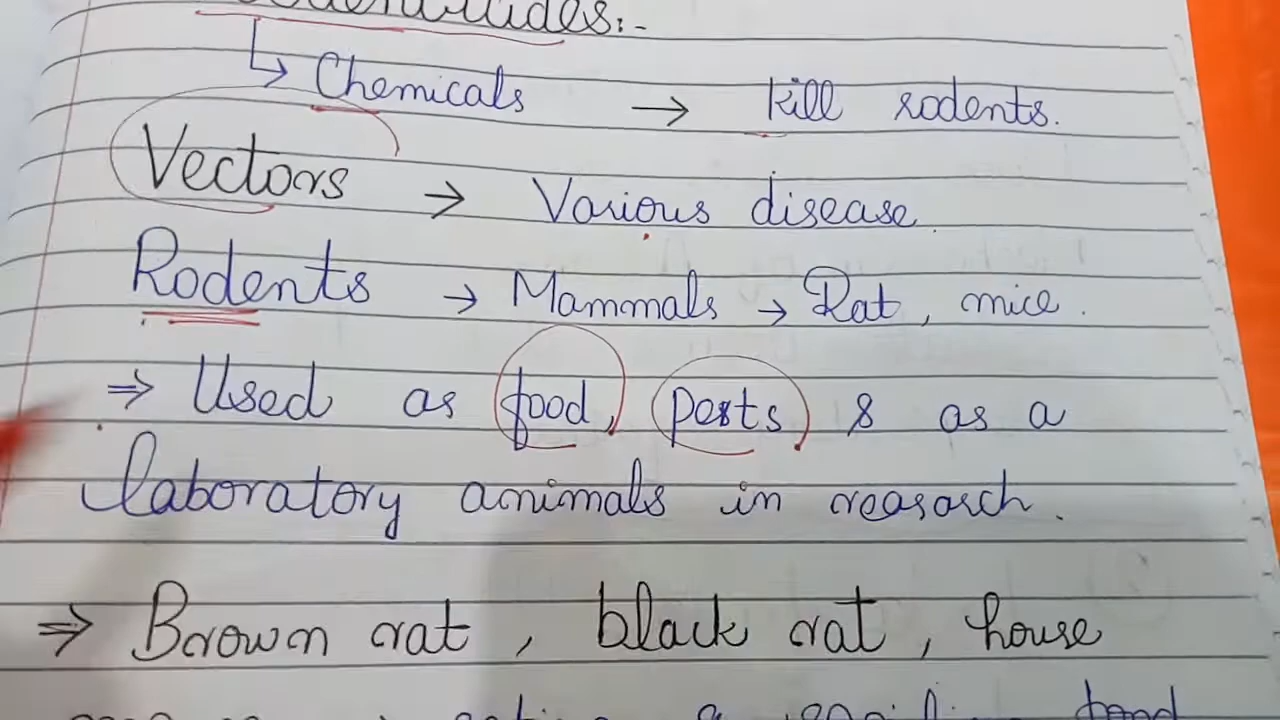 ↳ Chemicals → kill rodents.
Vectors → Various disease.
Rodents → Mammals → Rat, mice.
⇒ Used as food, pests & as a
laboratory animals in reasarch.
⇒ Brown rat, black rat, house